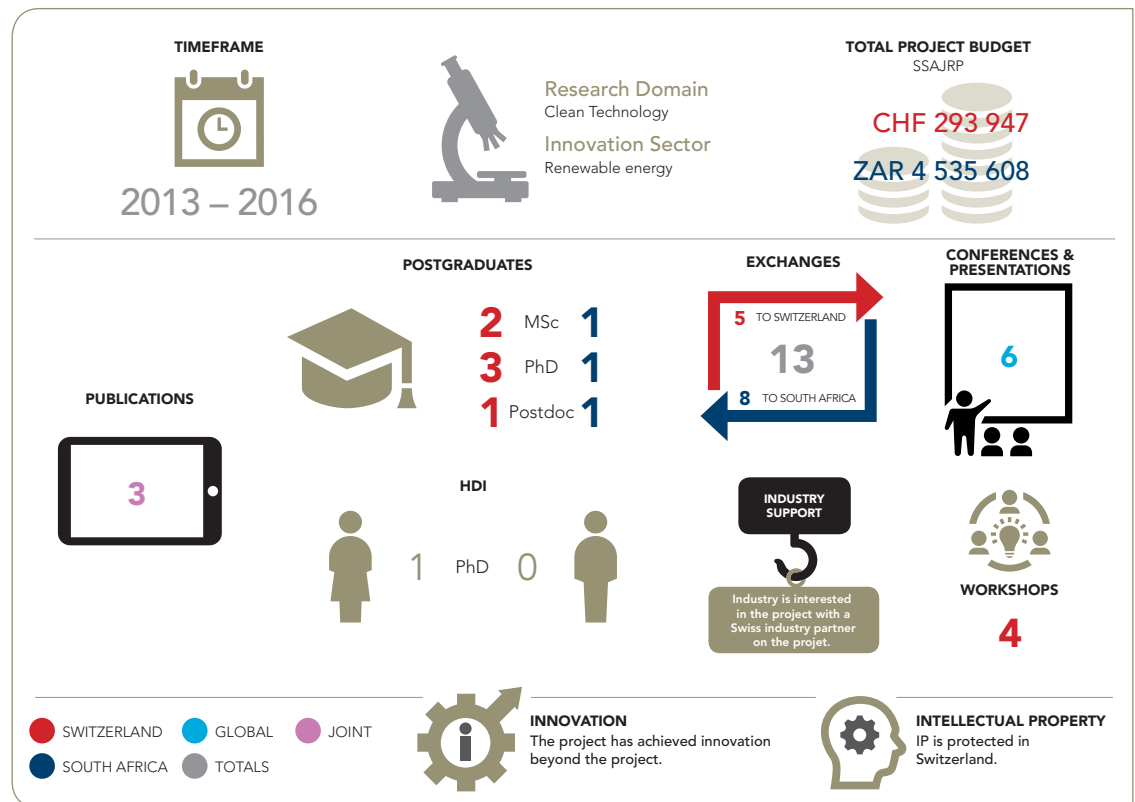 TIMEFRAME
2013 – 2016
Research Domain
Clean Technology
Innovation Sector
Renewable energy
TOTAL PROJECT BUDGET
SSAJRP
CHF 293 947
ZAR 4 535 608
PUBLICATIONS
3
POSTGRADUATES
2 MSc 1
3 PhD 1
1 Postdoc 1
HDI
1 PhD 0
EXCHANGES
5 TO SWITZERLAND
13
8 TO SOUTH AFRICA
INDUSTRY
SUPPORT
Industry is interested
in the project with a
Swiss industry partner
on the projet.
CONFERENCES &
PRESENTATIONS
6
WORKSHOPS
4
SWITZERLAND
GLOBAL
JOINT
SOUTH AFRICA
TOTALS
i
INNOVATION
The project has achieved innovation
beyond the project.
INTELLECTUAL PROPERTY
IP is protected in
Switzerland.